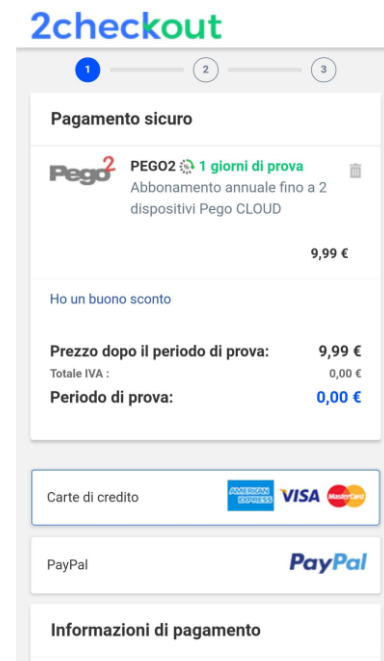 2checkout
1 2 3
Pagamento sicuro
Pego2
PEGO2 1 giorni di prova
Abbonamento annuale fino a 2
dispositivi Pego CLOUD
9,99 €
Ho un buono sconto
Prezzo dopo il periodo di prova: 9,99 €
Totale IVA : 0,00 €
Periodo di prova: 0,00 €
Carte di credito AMERICAN EXPRESS VISA MasterCard
PayPal PayPal
Informazioni di pagamento